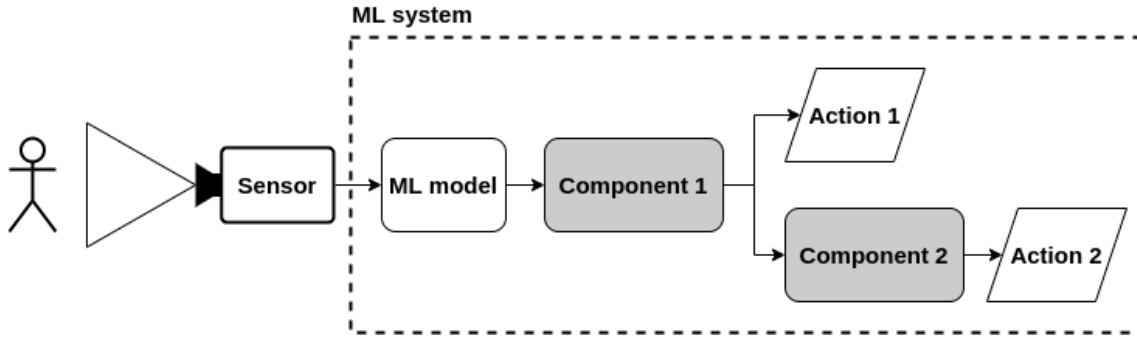 ML system
Sensor
ML model
Component 1
Action 1
Component 2
Action 2